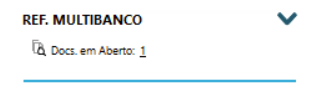 REF. MULTIBANCO
Docs. em Aberto: 1